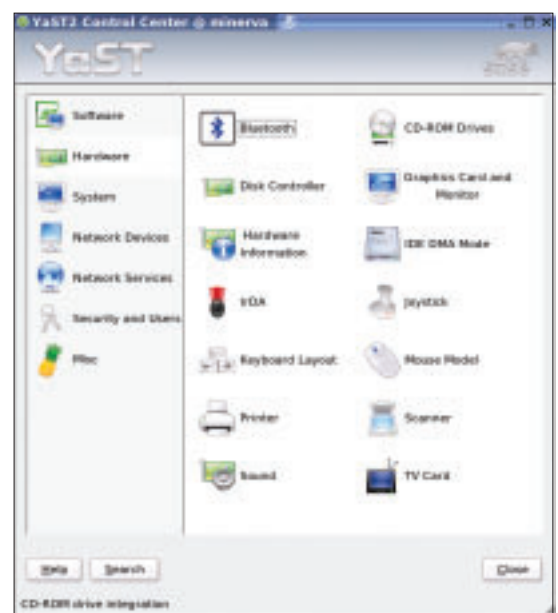 YaST2 Control Center @ minerva
YaST
Software
Hardware
System
Network Devices
Network Services
Security and Users
Misc
Bluetooth
CD-ROM Drives
Disk Controller
Graphics Card and
Monitor
Hardware
Information
IDE DMA Mode
IrDA
Joystick
Keyboard Layout
Mouse Model
Printer
Scanner
Sound
TV Card
Help
Search
Close
CD-ROM drive integration